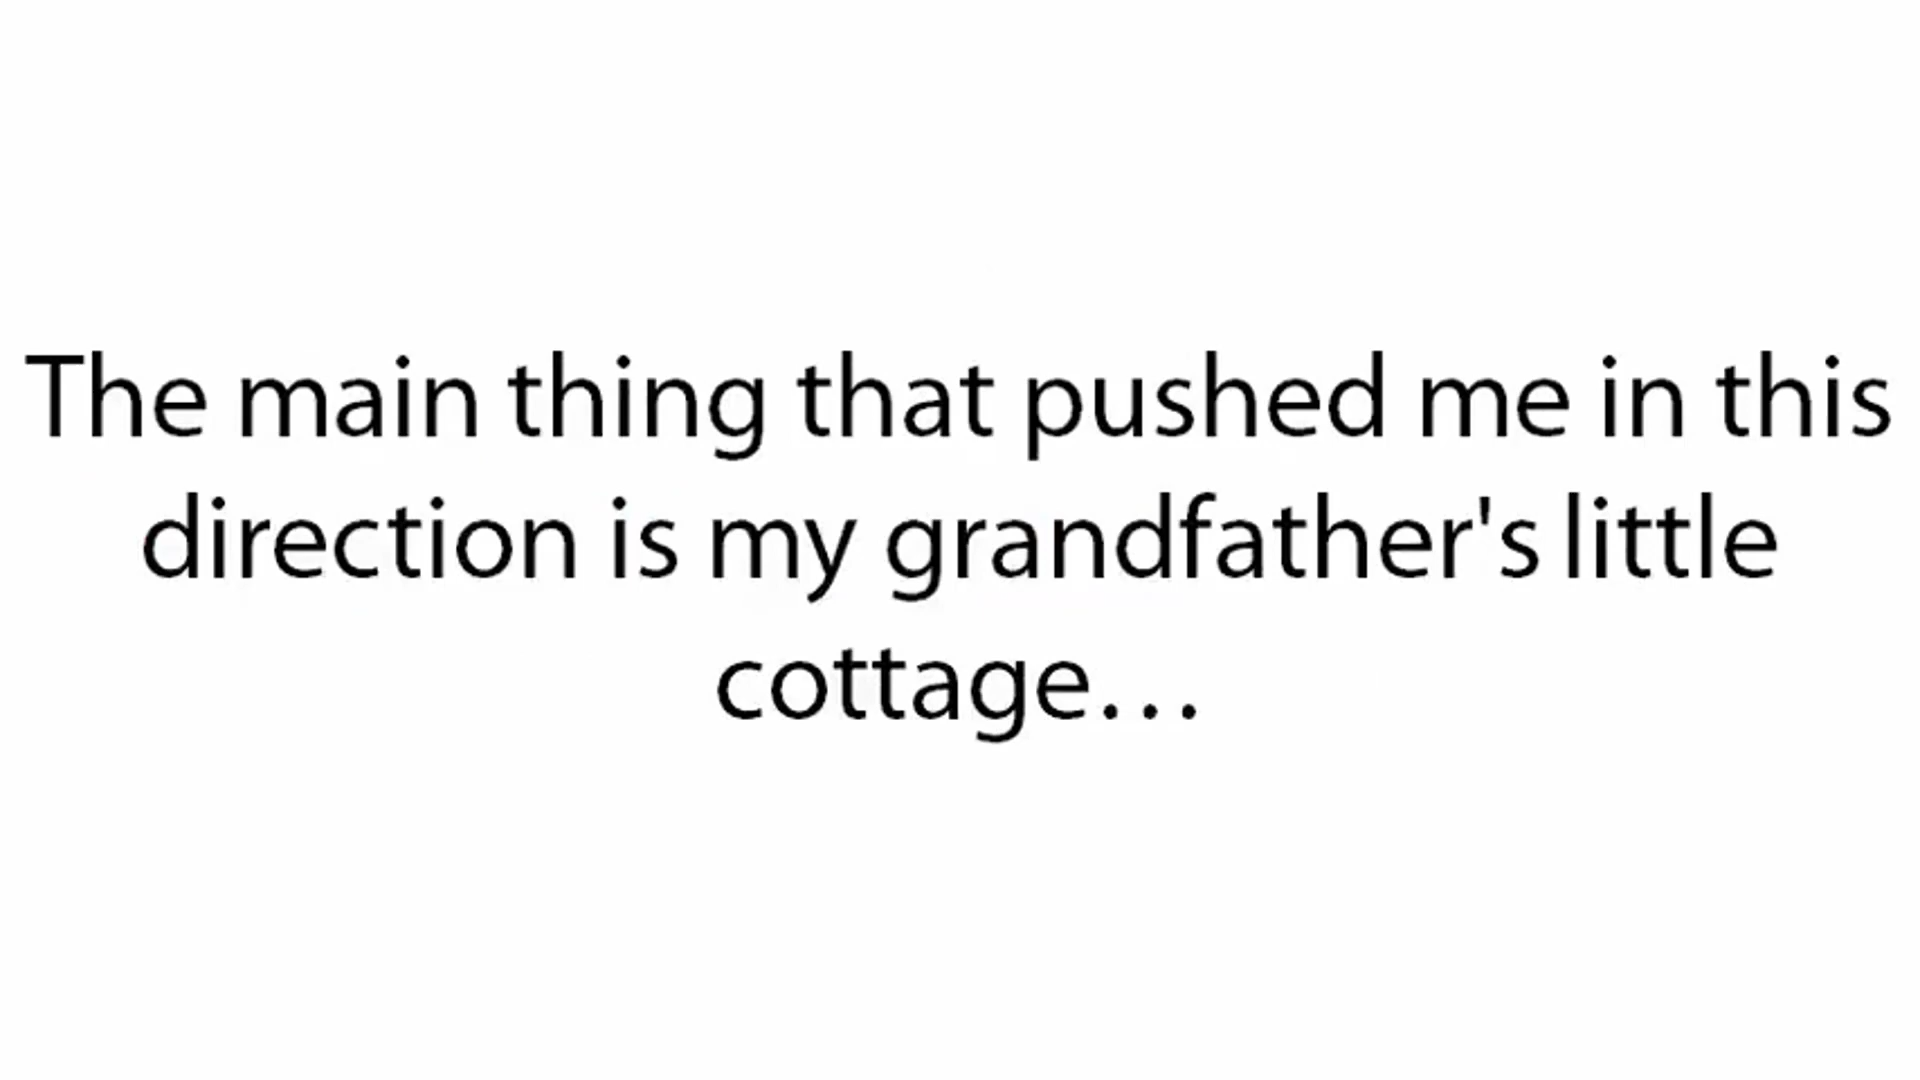 The main thing that pushed me in this
direction is my grandfather's little
cottage…